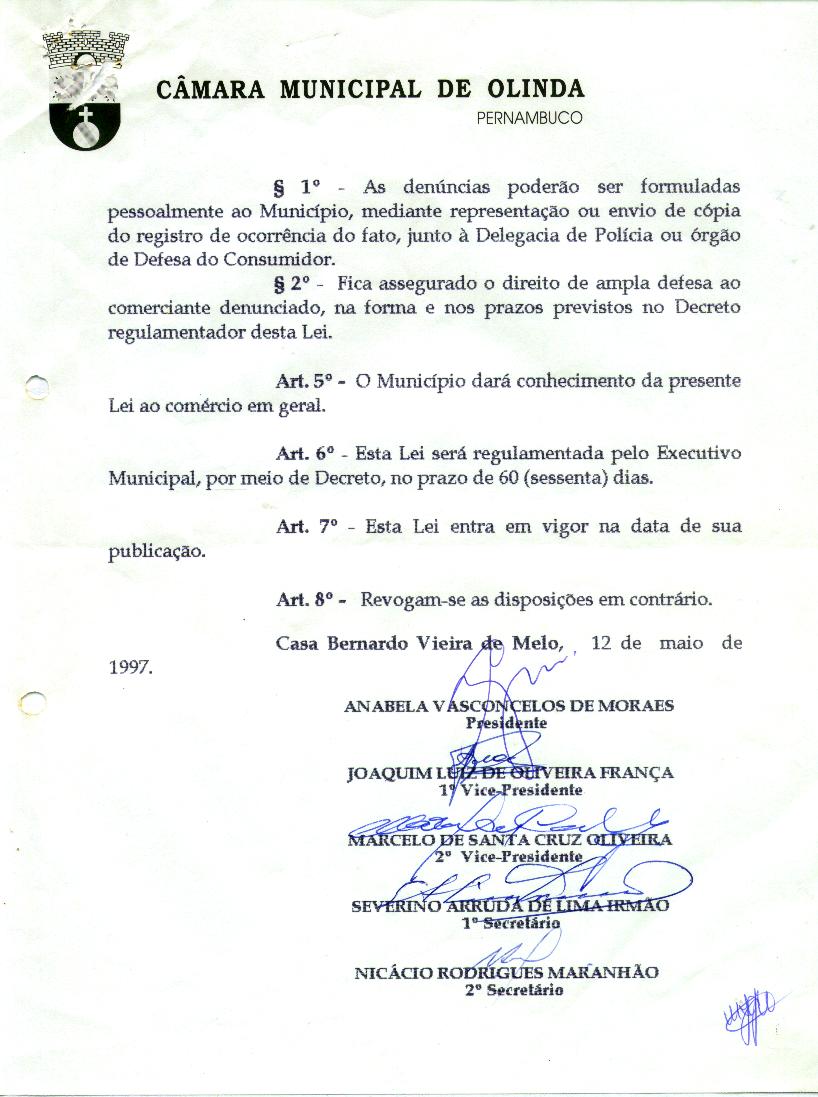 CÂMARA MUNICIPAL DE OLINDA
PERNAMBUCO
§ 1º - As denúncias poderão ser formuladas
pessoalmente ao Município, mediante representação ou envio de cópia
do registro de ocorrência do fato, junto à Delegacia de Polícia ou órgão
de Defesa do Consumidor.
§ 2º - Fica assegurado o direito de ampla defesa ao
comerciante denunciado, na forma e nos prazos previstos no Decreto
regulamentador desta Lei.
Art. 5º - O Município dará conhecimento da presente
Lei ao comércio em geral.
Art. 6º - Esta Lei será regulamentada pelo Executivo
Municipal, por meio de Decreto, no prazo de 60 (sessenta) dias.
Art. 7º - Esta Lei entra em vigor na data de sua
publicação.
Art. 8º - Revogam-se as disposições em contrário.
Casa Bernardo Vieira de Melo, 12 de maio de
1997.
ANABELA VASCONCELOS DE MORAES
Presidente
JOAQUIM LUIZ DE OLIVEIRA FRANÇA
1º Vice-Presidente
MARCELO DE SANTA CRUZ OLIVEIRA
2º Vice-Presidente
SEVERINO ARRUDA DE LIMA IRMÃO
1º Secretário
NICÁCIO RODRIGUES MARANHÃO
2º Secretário